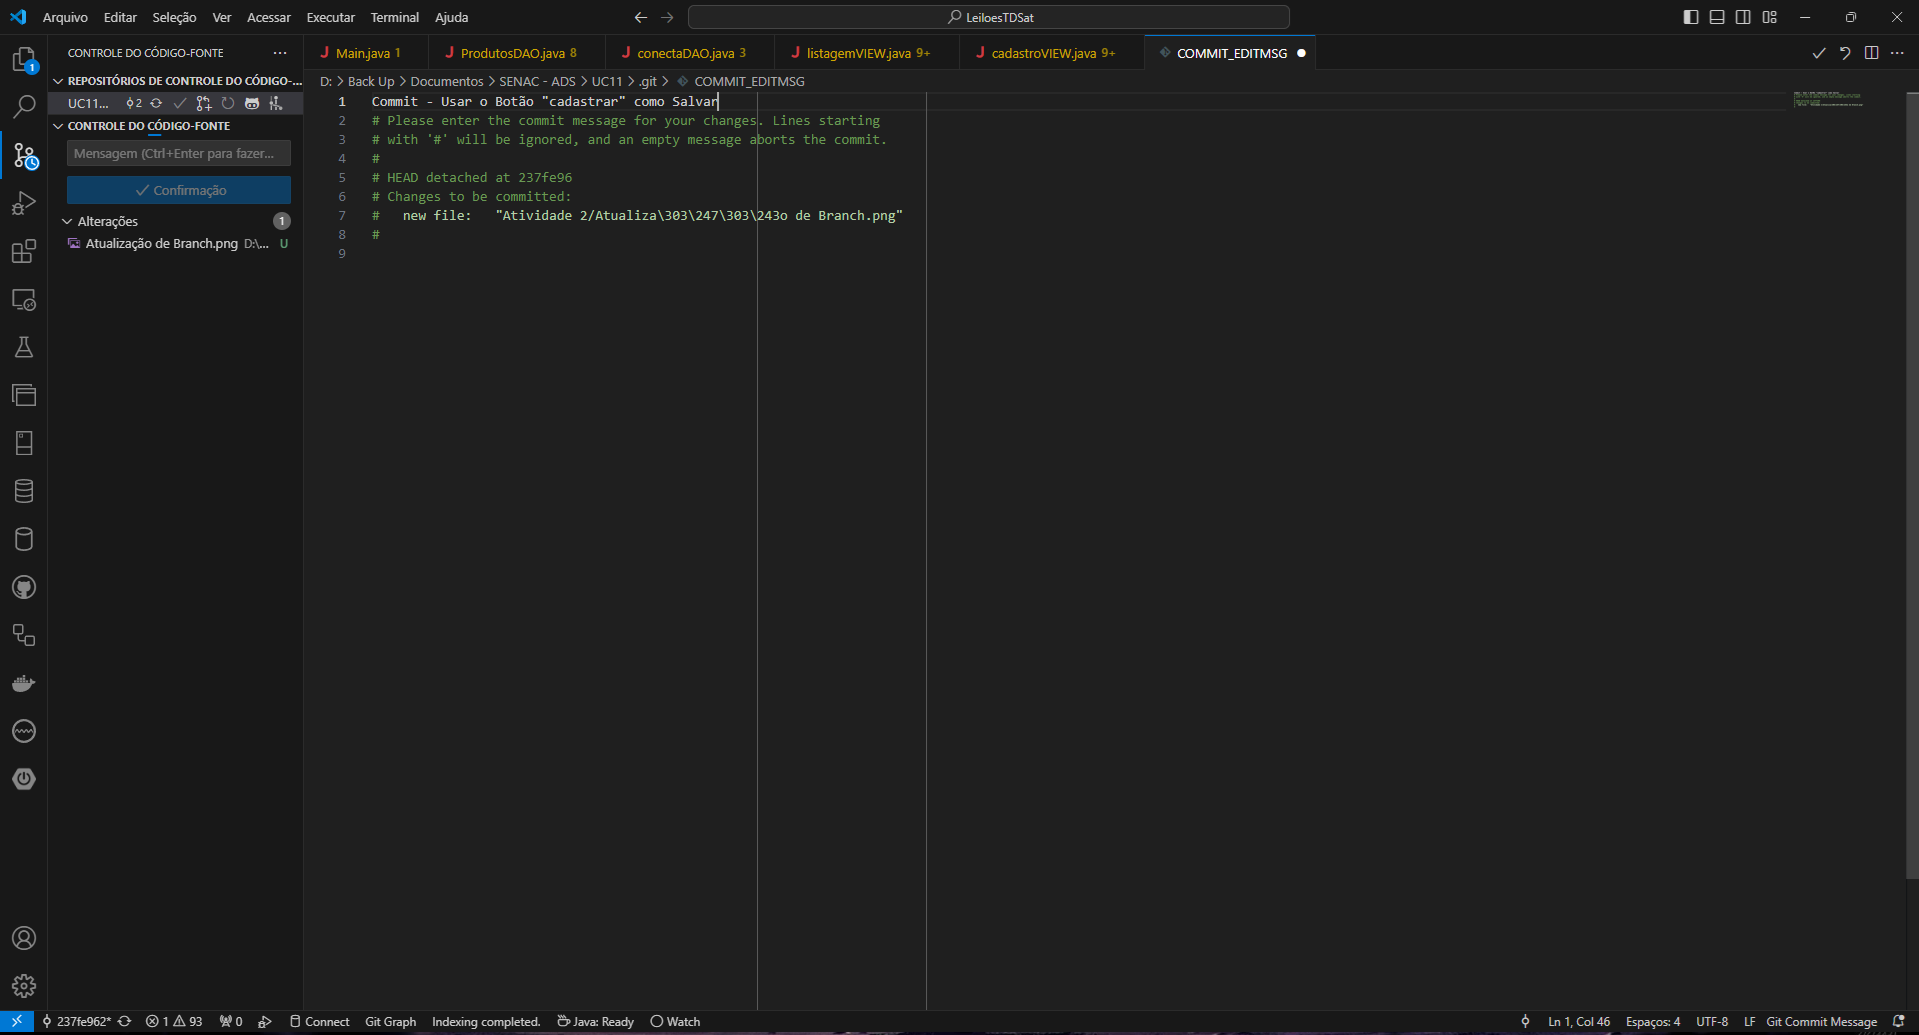 Arquivo Editar Seleção Ver Acessar Executar Terminal Ajuda
LeiloesTDSat
CONTROLE DO CÓDIGO-FONTE ···
Main.java 1
ProdutosDAO.java 8
conectaDAO.java 3
listagemVIEW.java 9+
cadastroVIEW.java 9+
COMMIT_EDITMSG
REPOSITÓRIOS DE CONTROLE DO CÓDIGO-...
UC11... 2
CONTROLE DO CÓDIGO-FONTE
Mensagem (Ctrl+Enter para fazer...
Confirmação
Alterações 1
Atualização de Branch.png D:\... U
1
D: > Back Up > Documentos > SENAC - ADS > UC11 > .git > COMMIT_EDITMSG
1 Commit - Usar o Botão "cadastrar" como Salvar
2 # Please enter the commit message for your changes. Lines starting
3 # with '#' will be ignored, and an empty message aborts the commit.
4 #
5 # HEAD detached at 237fe96
6 # Changes to be committed:
7 # new file: "Atividade 2/Atualiza\303\247\303\243o de Branch.png"
8 #
9
237fe962* 1 93 0 Connect Git Graph Indexing completed. Java: Ready Watch
Ln 1, Col 46 Espaços: 4 UTF-8 LF Git Commit Message